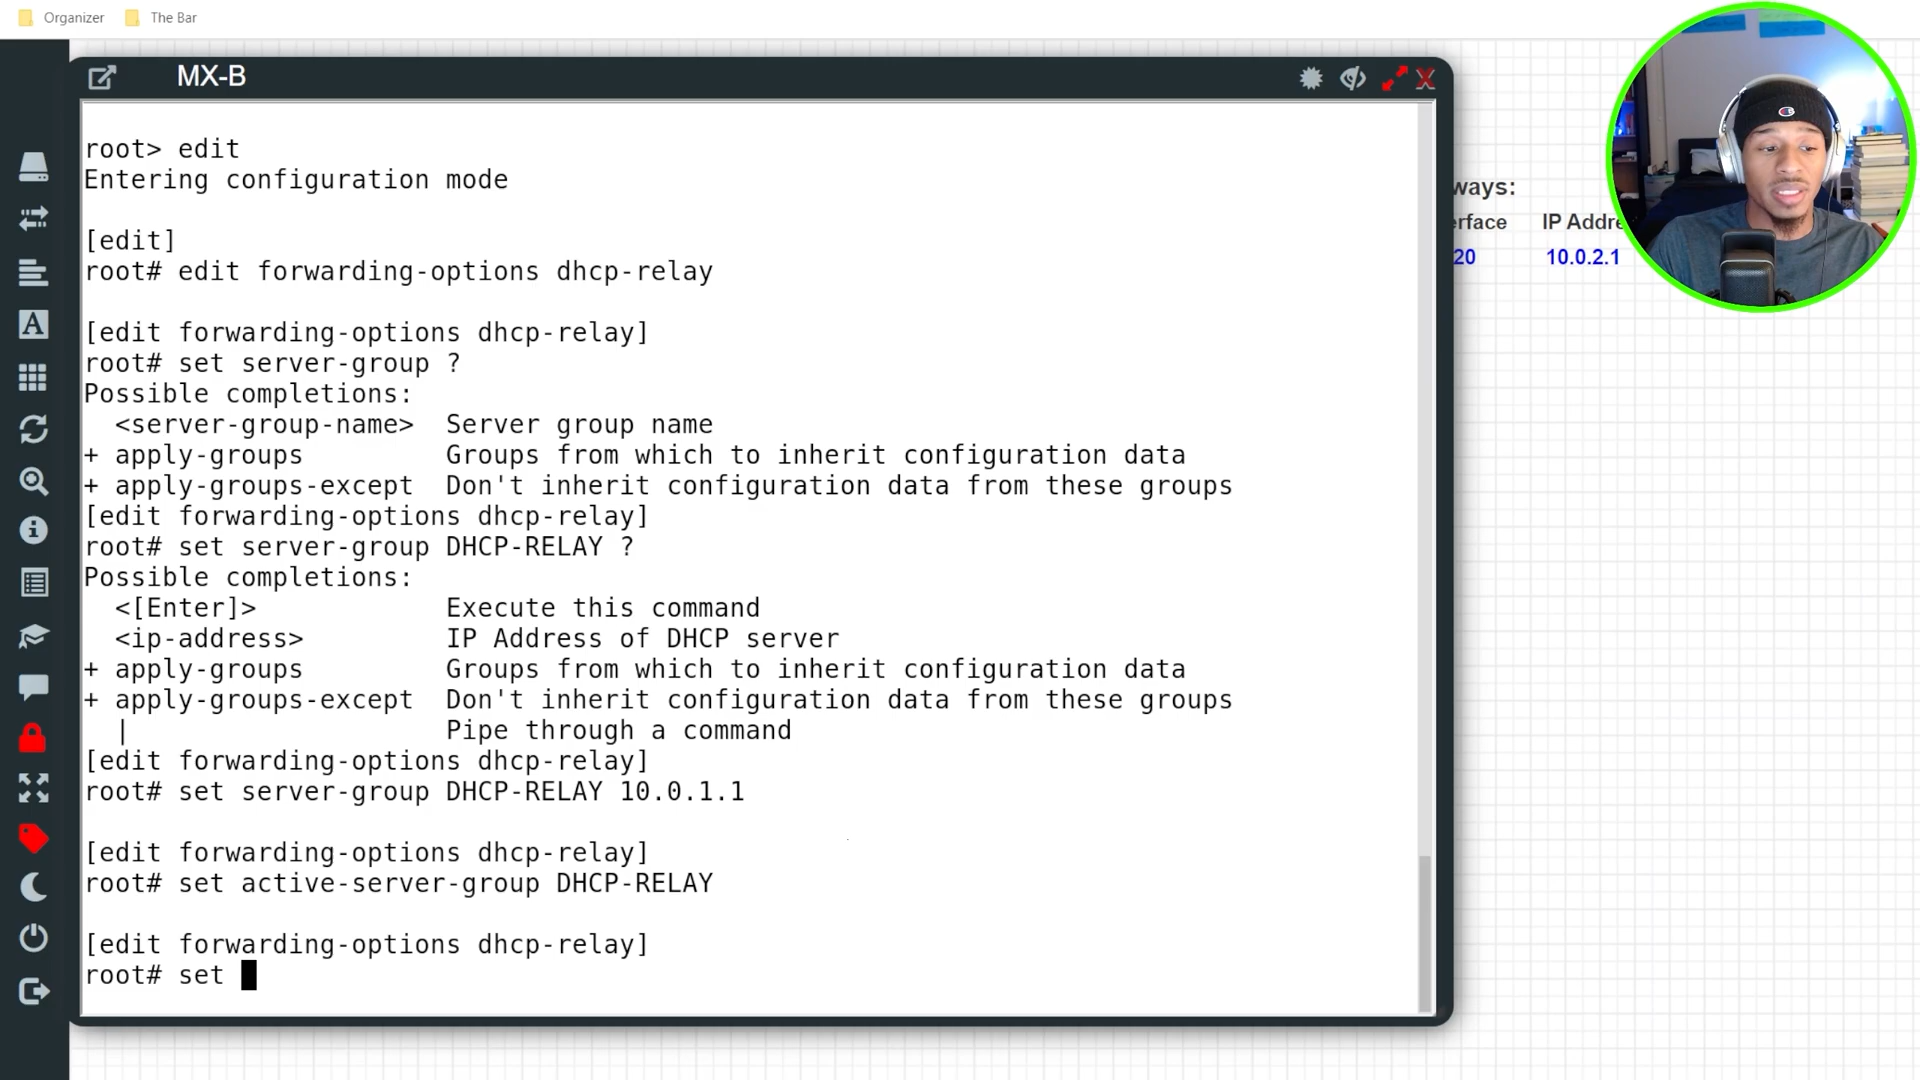 Organizer
The Bar
MX-B
root> edit
Entering configuration mode
[edit]
root# edit forwarding-options dhcp-relay
[edit forwarding-options dhcp-relay]
root# set server-group ?
Possible completions:
<server-group-name> Server group name
+ apply-groups Groups from which to inherit configuration data
+ apply-groups-except Don't inherit configuration data from these groups
[edit forwarding-options dhcp-relay]
root# set server-group DHCP-RELAY ?
Possible completions:
<[Enter]> Execute this command
<ip-address> IP Address of DHCP server
+ apply-groups Groups from which to inherit configuration data
+ apply-groups-except Don't inherit configuration data from these groups
| Pipe through a command
[edit forwarding-options dhcp-relay]
root# set server-group DHCP-RELAY 10.0.1.1
[edit forwarding-options dhcp-relay]
root# set active-server-group DHCP-RELAY
[edit forwarding-options dhcp-relay]
root# set
ways:
erface IP Addre
20 10.0.2.1